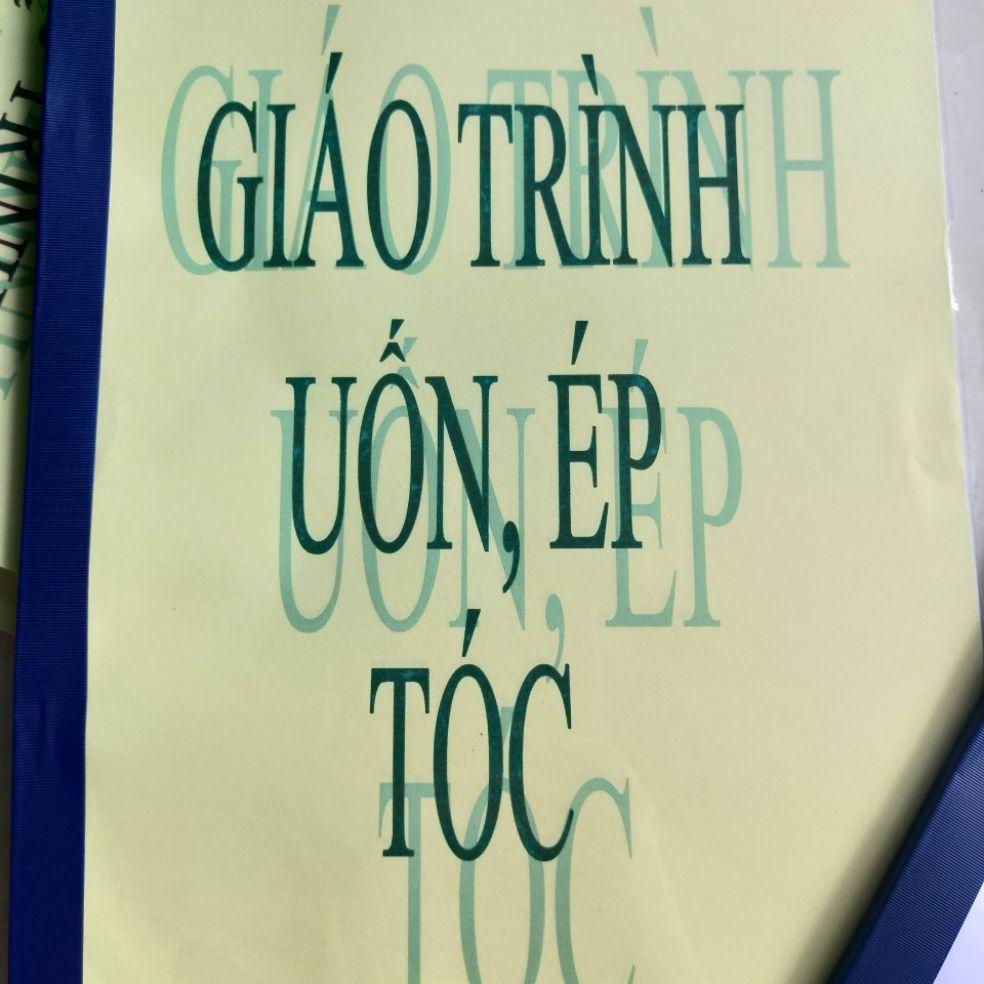 GIÁO TRÌNH
UỐN, ÉP
TÓC